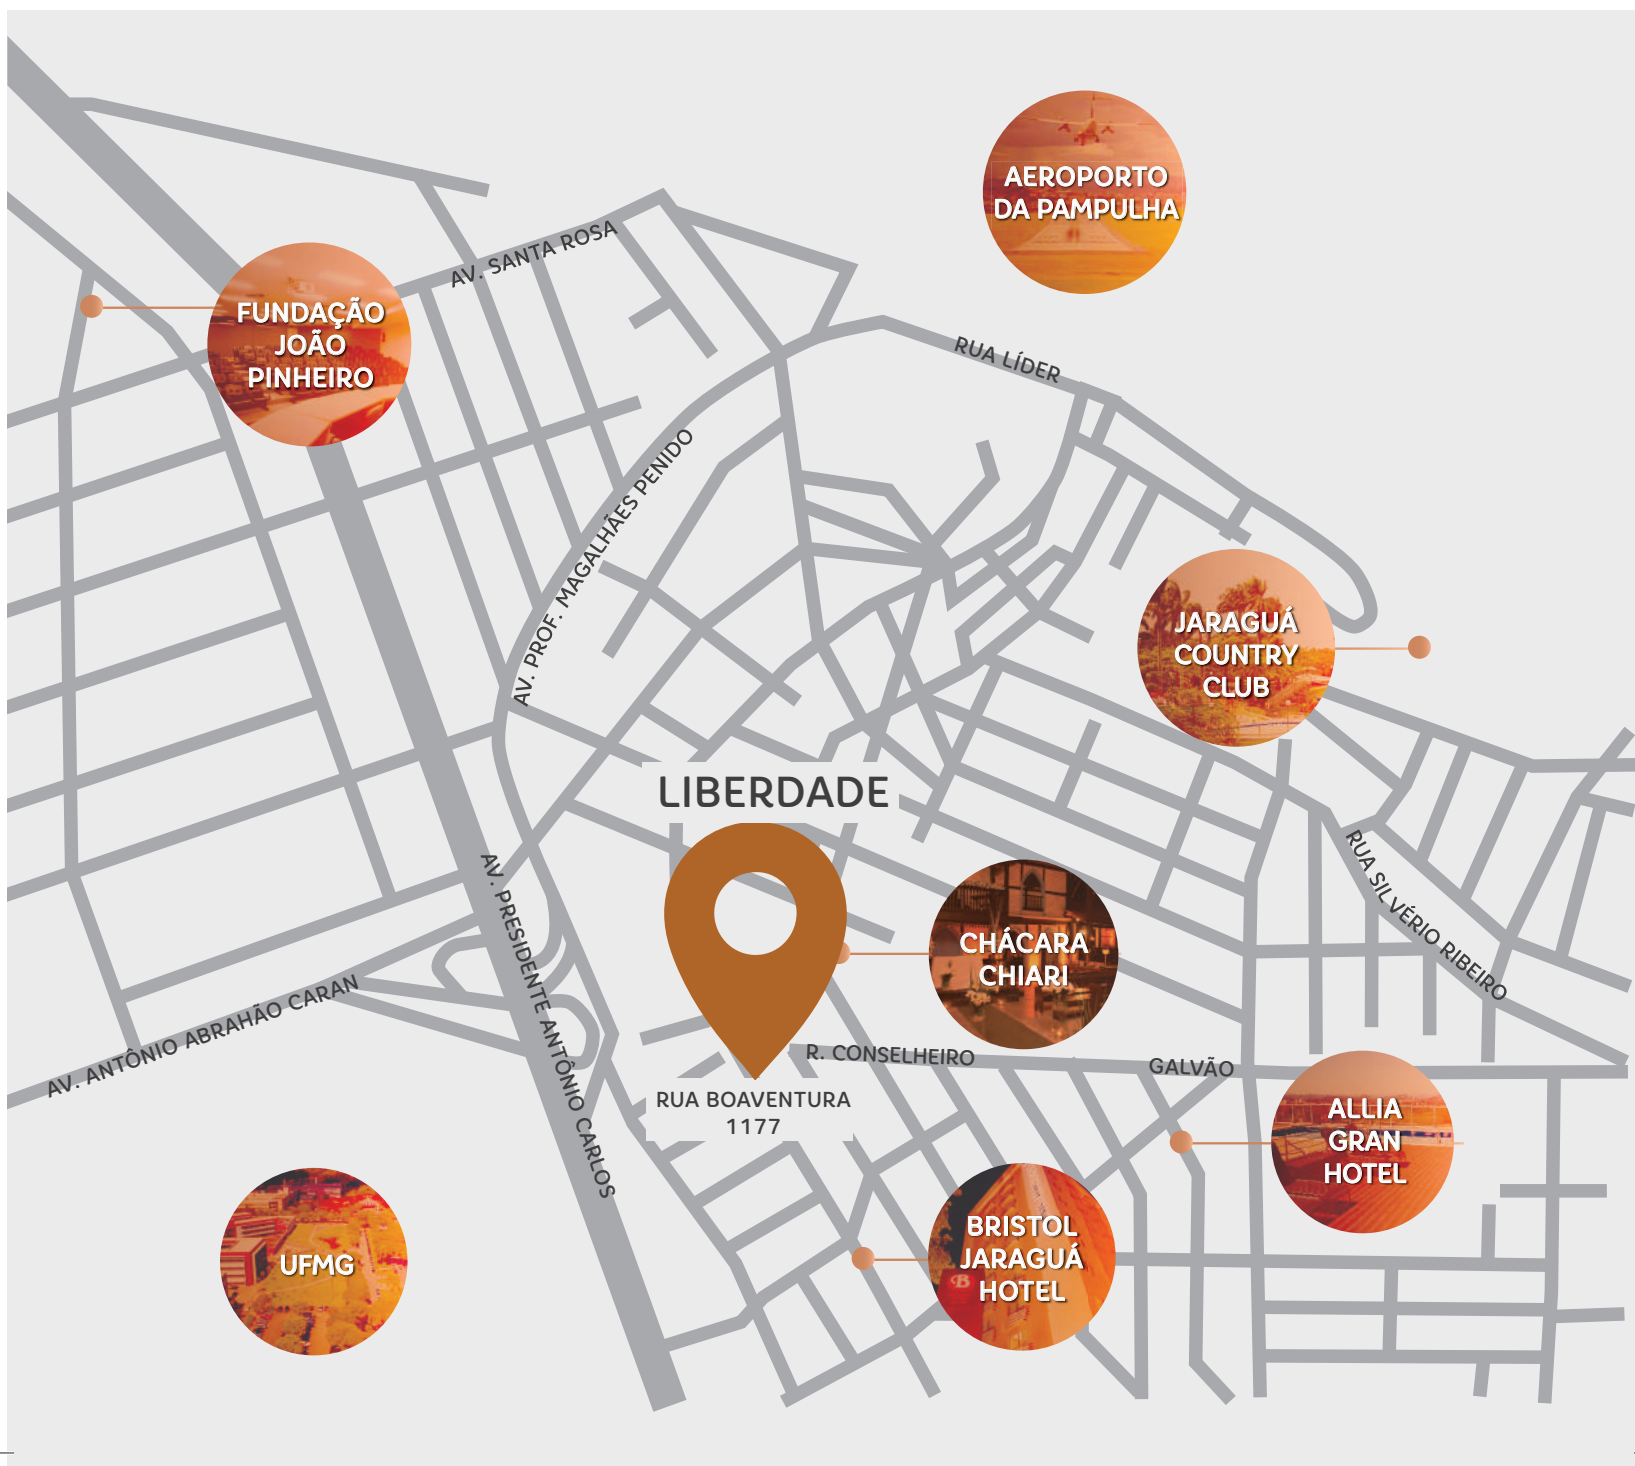 AEROPORTO
DA PAMPULHA
AV. SANTA ROSA
FUNDAÇÃO
JOÃO
PINHEIRO
RUA LÍDER
AV. PROF. MAGALHÃES PENIDO
JARAGUÁ
COUNTRY
CLUB
LIBERDADE
RUA SILVÉRIO RIBEIRO
AV. PRESIDENTE ANTÔNIO CARLOS
CHÁCARA
CHIARI
AV. ANTÔNIO ABRAHÃO CARAN
R. CONSELHEIRO GALVÃO
RUA BOAVENTURA
1177
ALLIA
GRAN
HOTEL
UFMG
BRISTOL
JARAGUÁ
HOTEL
B